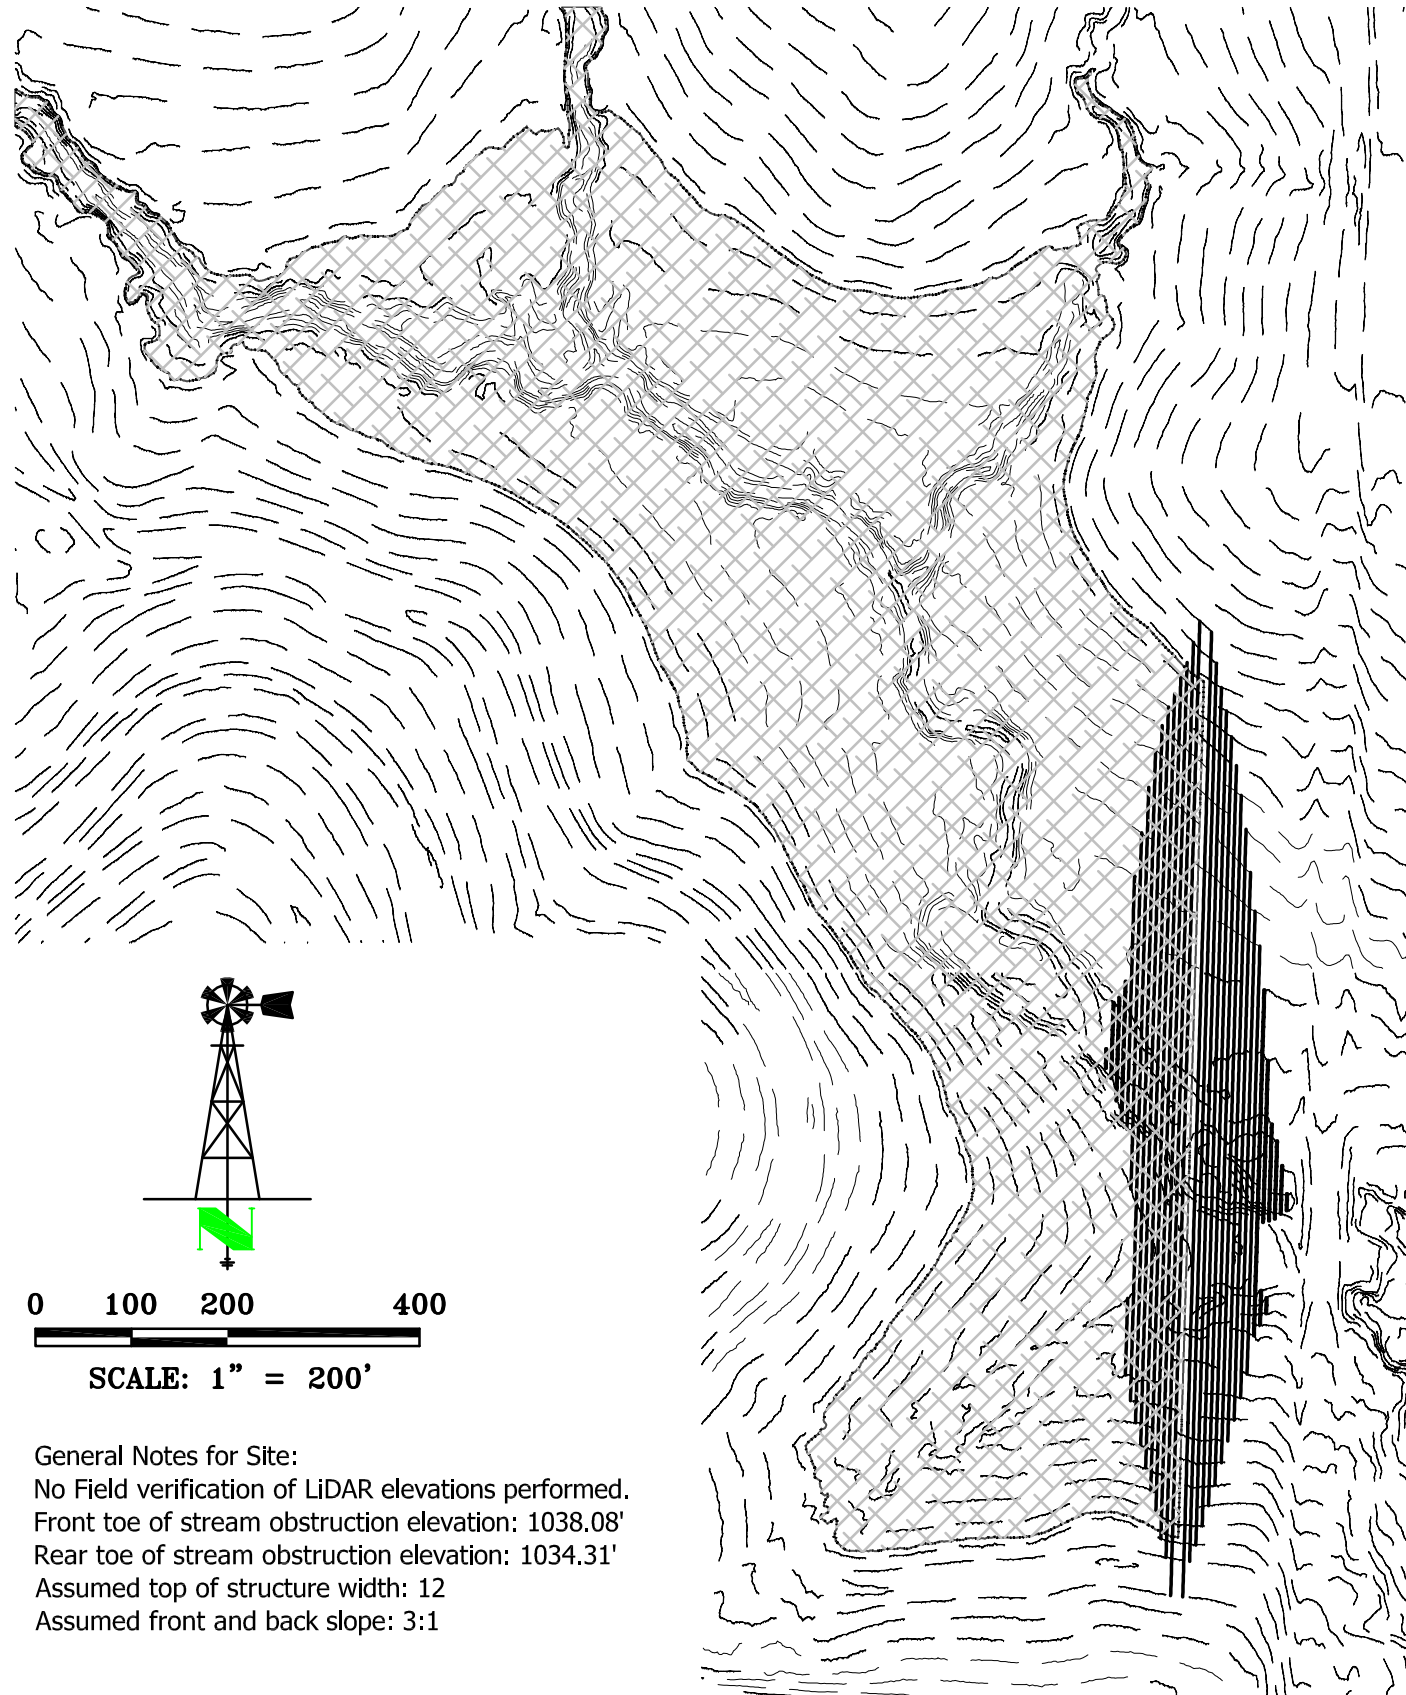 0 100 200 400
SCALE: 1” = 200’
General Notes for Site:
No Field verification of LiDAR elevations performed.
Front toe of stream obstruction elevation: 1038.08'
Rear toe of stream obstruction elevation: 1034.31'
Assumed top of structure width: 12
Assumed front and back slope: 3:1